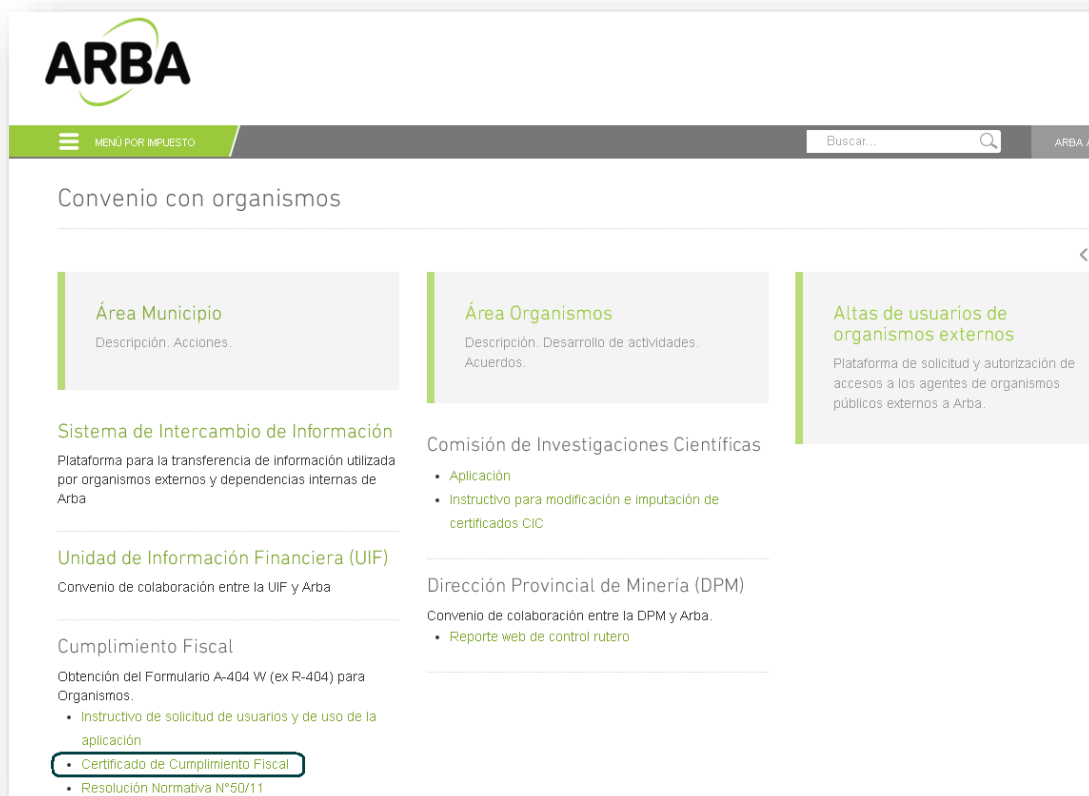 ARBA
MENÚ POR IMPUESTO
Buscar...
ARBA A
Convenio con organismos
Área Municipio
Descripción. Acciones.
Sistema de Intercambio de Información
Plataforma para la transferencia de información utilizada
por organismos externos y dependencias internas de
Arba
Unidad de Información Financiera (UIF)
Convenio de colaboración entre la UIF y Arba
Cumplimiento Fiscal
Obtención del Formulario A-404 W (ex R-404) para
Organismos.
• Instructivo de solicitud de usuarios y de uso de la
aplicación
• Certificado de Cumplimiento Fiscal
• Resolución Normativa N°50/11
Área Organismos
Descripción. Desarrollo de actividades.
Acuerdos.
Comisión de Investigaciones Científicas
• Aplicación
• Instructivo para modificación e imputación de
certificados CIC
Dirección Provincial de Minería (DPM)
Convenio de colaboración entre la DPM y Arba.
• Reporte web de control rutero
Altas de usuarios de
organismos externos
Plataforma de solicitud y autorización de
accesos a los agentes de organismos
públicos externos a Arba.